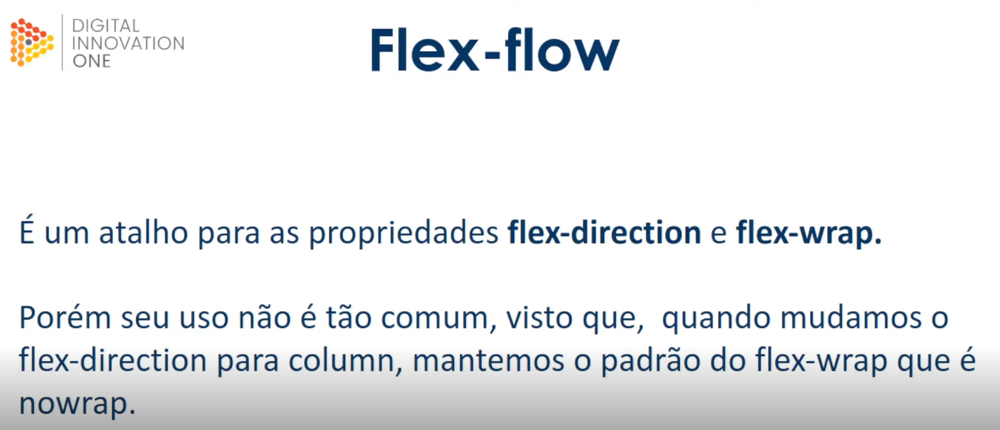 DIGITAL
INNOVATION
ONE
Flex-flow
É um atalho para as propriedades flex-direction e flex-wrap.
Porém seu uso não é tão comum, visto que, quando mudamos o
flex-direction para column, mantemos o padrão do flex-wrap que é
nowrap.